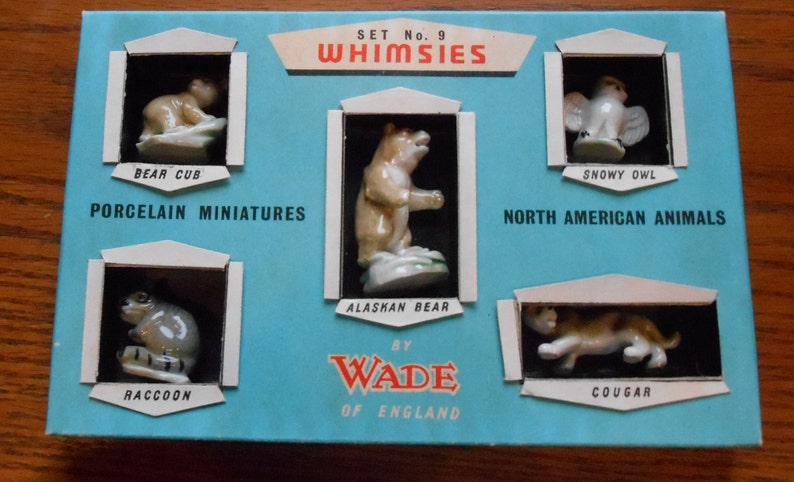 SET No. 9
WHIMSIES
BEAR CUB
SNOWY OWL
PORCELAIN MINIATURES
NORTH AMERICAN ANIMALS
ALASKAN BEAR
BY
WADE
OF ENGLAND
RACCOON
COUGAR